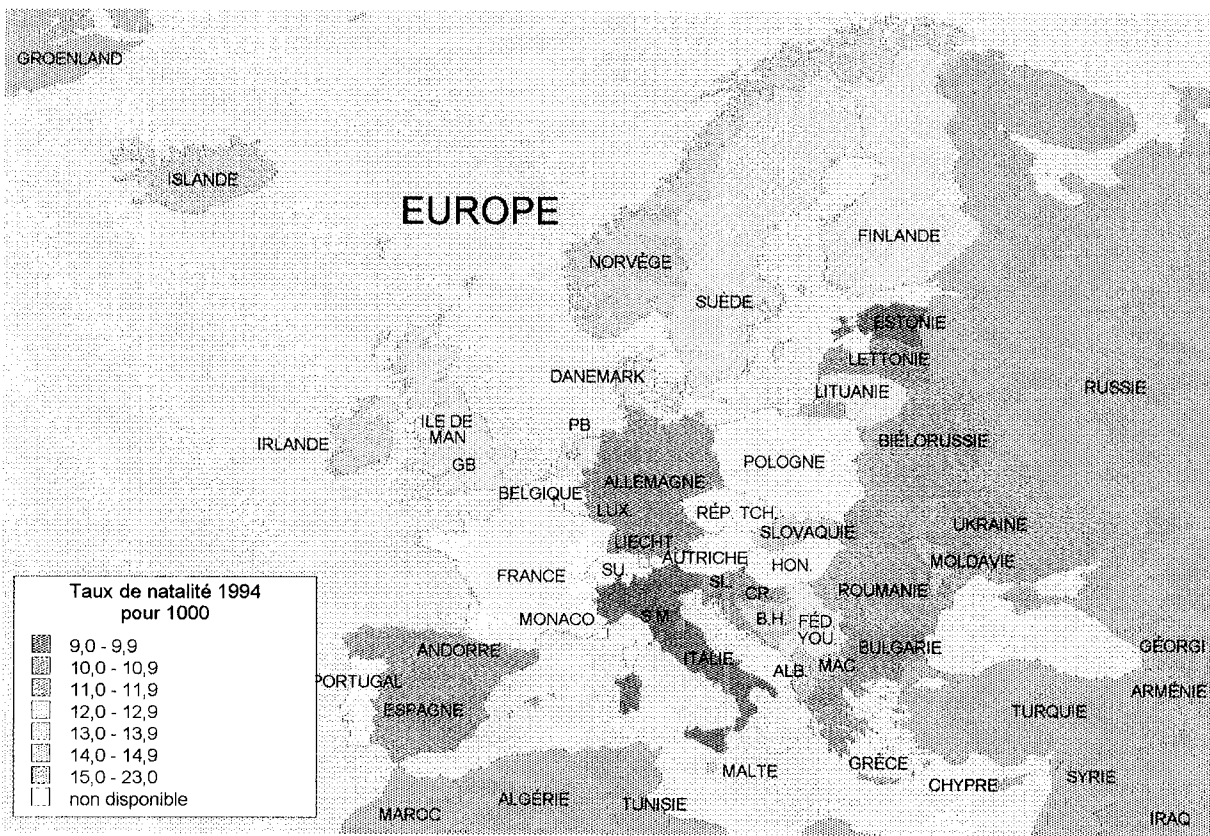 GROENLAND
ISLANDE
EUROPE
FINLANDE
NORVÈGE
SUÈDE
ESTONIE
LETTONIE
DANEMARK
LITUANIE
RUSSIE
ILE DE
MAN
PB
IRLANDE
BIÉLORUSSIE
GB
POLOGNE
ALLEMAGNE
BELGIQUE
LUX.
RÉP. TCH.
UKRAINE
SLOVAQUIE
LIECHT.
AUTRICHE
MOLDAVIE
SU.
HON.
FRANCE
SL.
ROUMANIE
CR.
MONACO
S.M.
B.H.
FÉD
YOU.
ANDORRE
BULGARIE
GÉORGI
ITALIE
ALB.
MAC.
PORTUGAL
ARMÉNIE
ESPAGNE
TURQUIE
GRÈCE
MALTE
CHYPRE
SYRIE
ALGÉRIE
TUNISIE
MAROC
IRAQ
Taux de natalité 1994
pour 1000
9,0 - 9,9
10,0 - 10,9
11,0 - 11,9
12,0 - 12,9
13,0 - 13,9
14,0 - 14,9
15,0 - 23,0
non disponible